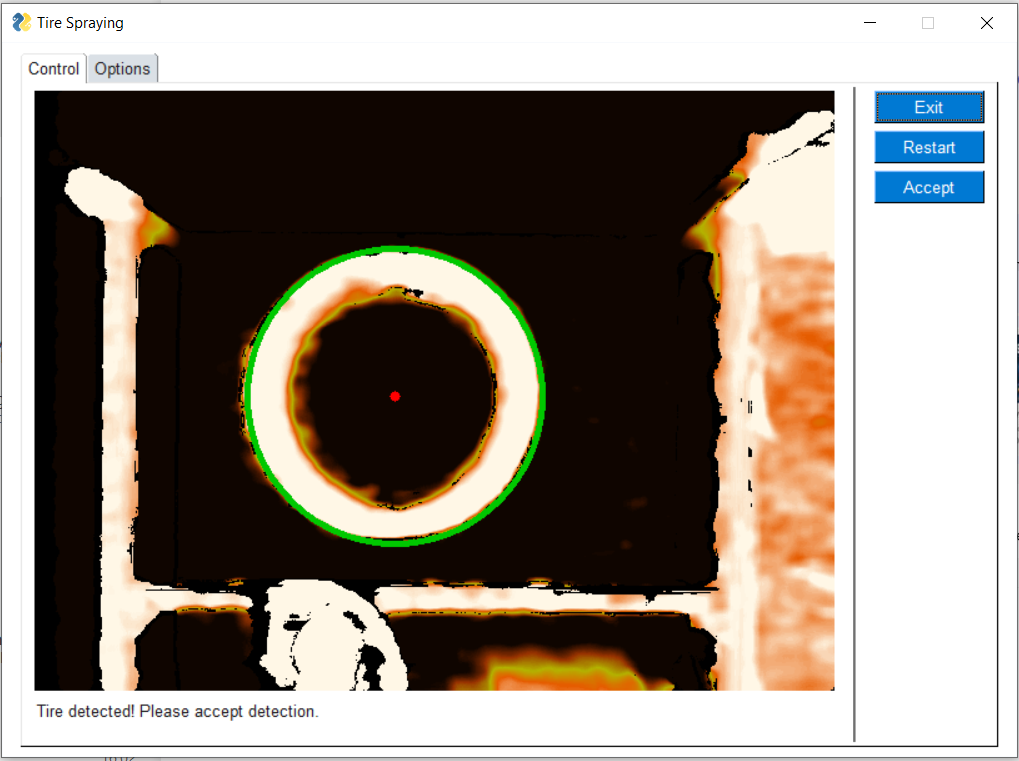 Tire Spraying
Control
Options
Exit
Restart
Accept
Tire detected! Please accept detection.